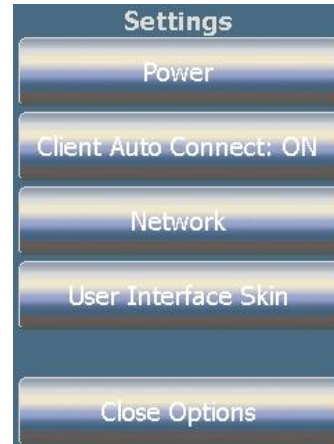 Settings
Power
Client Auto Connect: ON
Network
User Interface Skin
Close Options